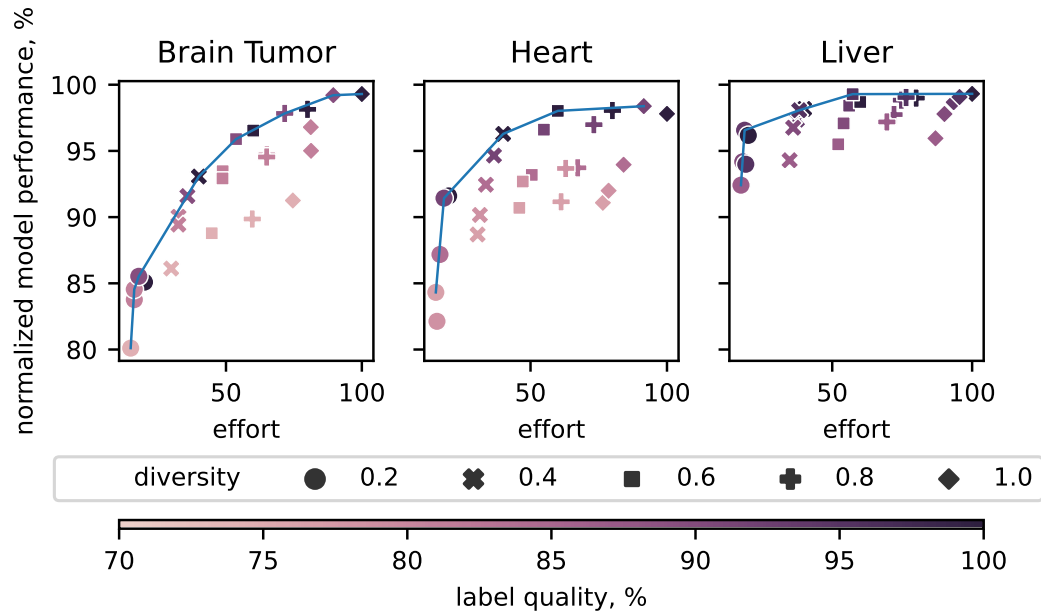 Brain Tumor Heart Liver
normalized model performance, %
100
95
90
85
80
50 100 50 100 50 100
effort effort effort
diversity 0.2 0.4 0.6 0.8 1.0
70 75 80 85 90 95 100
label quality, %